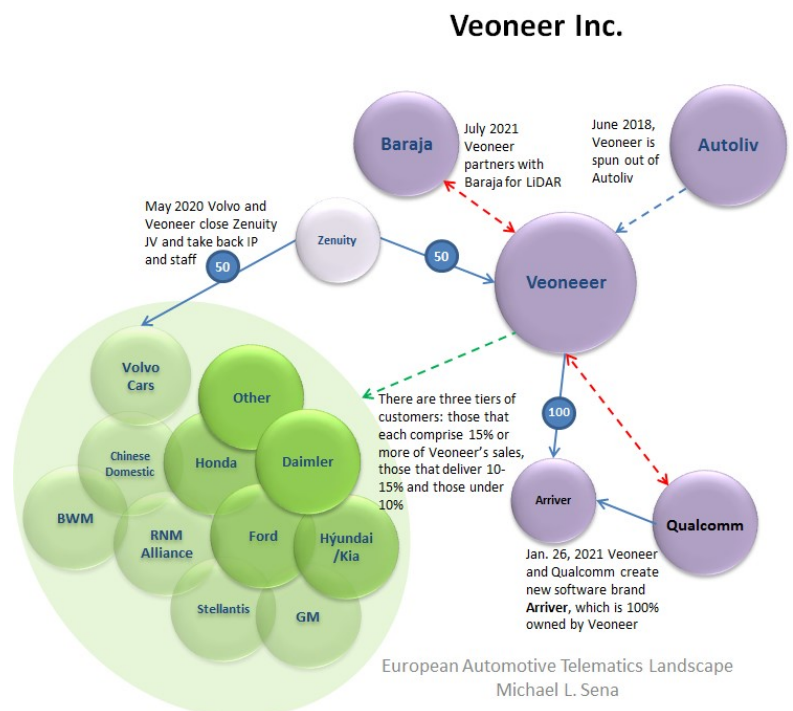 Veoneer Inc.
Baraja
July 2021
Veoneer
partners with
Baraja for LiDAR
June 2018,
Veoneer is
spun out of
Autoliv
Autoliv
May 2020 Volvo and
Veoneer close Zenuity
JV and take back IP
and staff
Zenuity
50
50
Veoneeer
Volvo
Cars
Other
Chinese
Domestic
Honda
Daimler
BWM
RNM
Alliance
Ford
Hýundai
/Kia
Stellantis
GM
There are three tiers of
customers: those that
each comprise 15% or
more of Veoneer's sales,
those that deliver 10-
15% and those under
10%
100
Arriver
Qualcomm
Jan. 26, 2021 Veoneer
and Qualcomm create
new software brand
Arriver, which is 100%
owned by Veoneer
European Automotive Telematics Landscape
Michael L. Sena